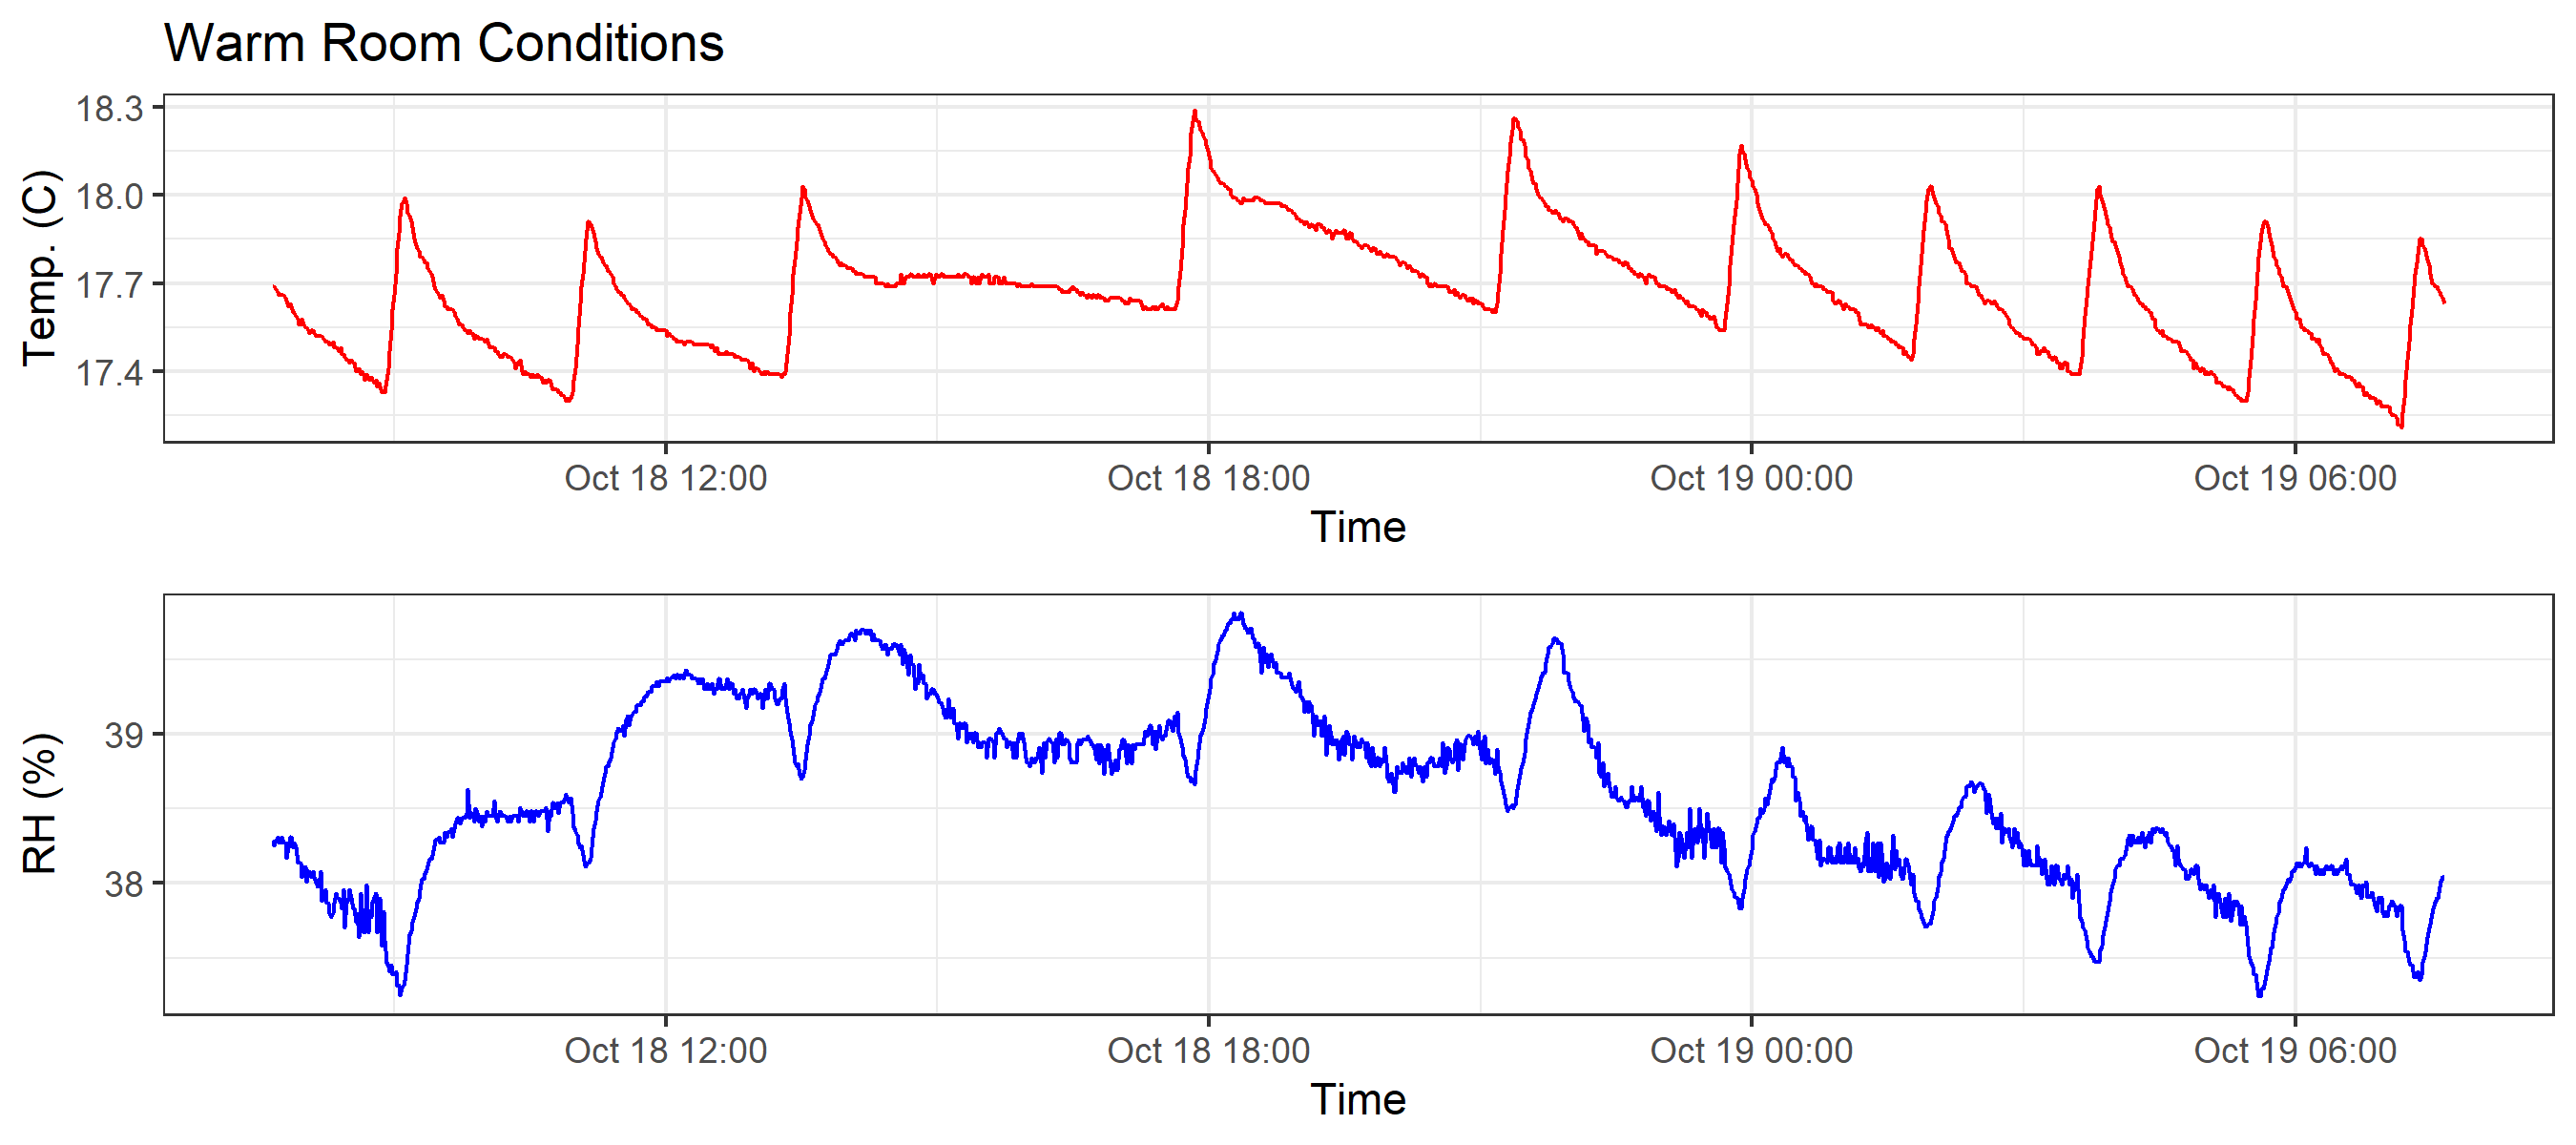 Warm Room Conditions
Temp. (C)
18.3
18.0
17.7
17.4
Oct 18 12:00 Oct 18 18:00 Oct 19 00:00 Oct 19 06:00
Time
RH (%)
39
38
Oct 18 12:00 Oct 18 18:00 Oct 19 00:00 Oct 19 06:00
Time